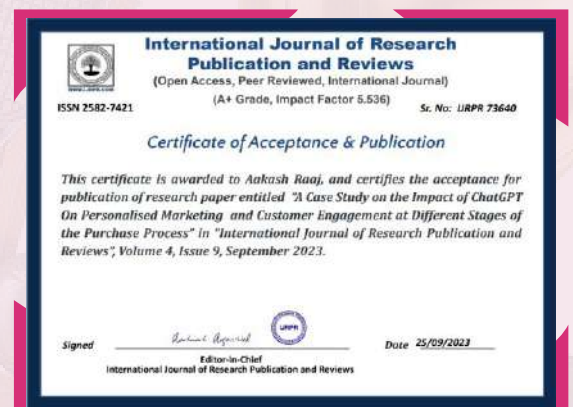 International Journal of Research
Publication and Reviews
(Open Access, Peer Reviewed, International Journal)
(A+ Grade, Impact Factor 5.536)
ISSN 2582-7421
Sr. No: IJRPR 73640
Certificate of Acceptance & Publication
This certificate is awarded to Aakash Raaj, and certifies the acceptance for
publication of research paper entitled "A Case Study on the Impact of ChatGPT
On Personalised Marketing and Customer Engagement at Different Stages of
the Purchase Process" in "International Journal of Research Publication and
Reviews", Volume 4, Issue 9, September 2023.
IJRPR
Signed
Date 25/09/2023
Editor-in-Chief
International Journal of Research Publication and Reviews